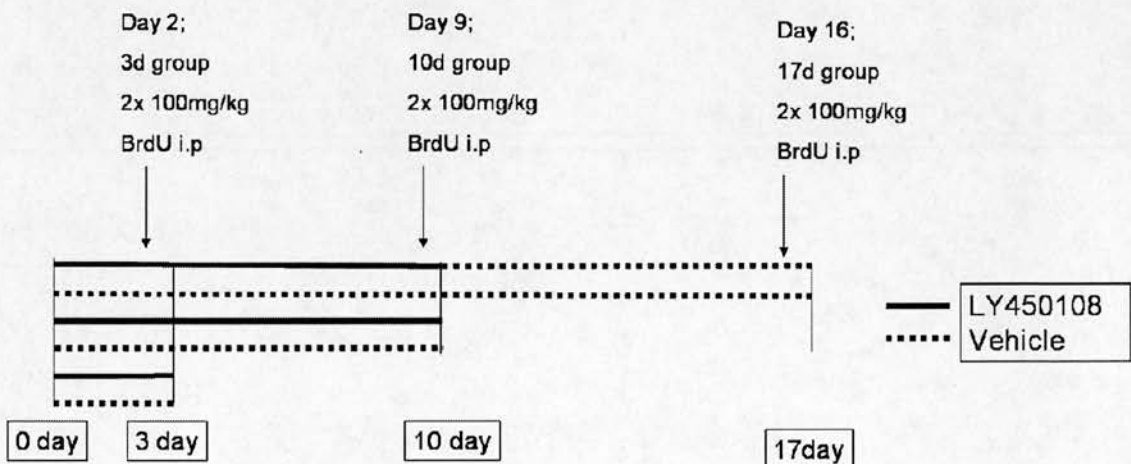 Day 2;
3d group
2x 100mg/kg
BrdU i.p
Day 9;
10d group
2x 100mg/kg
BrdU i.p
Day 16;
17d group
2x 100mg/kg
BrdU i.p
LY450108
Vehicle
0 day
3 day
10 day
17day